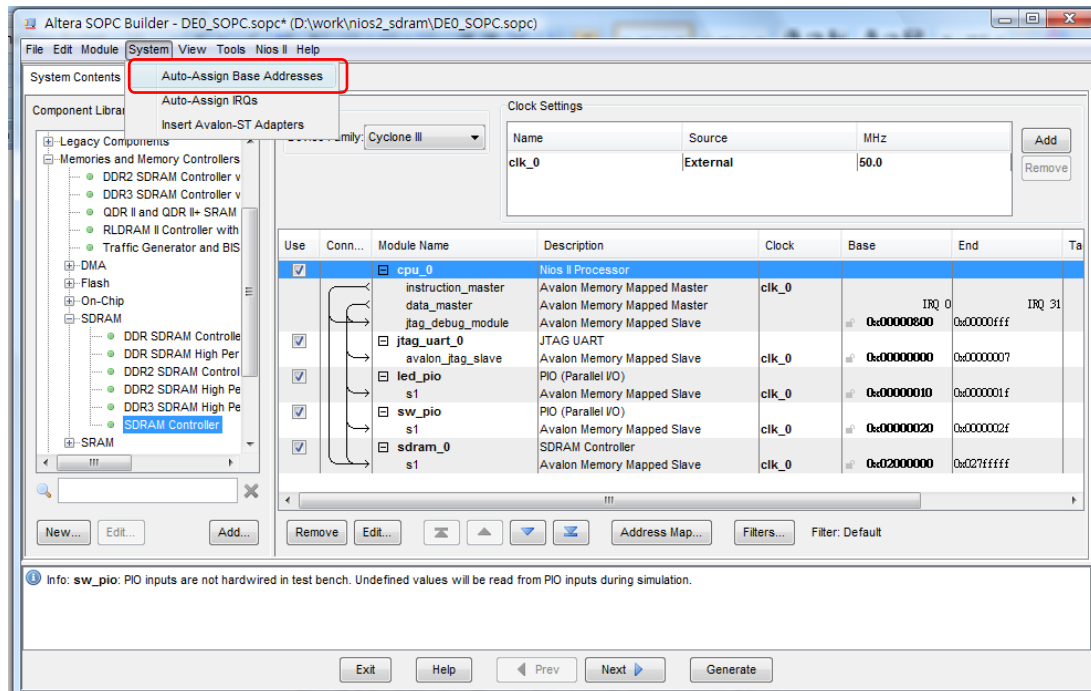 Altera SOPC Builder - DE0_SOPC.sopc* (D:\work\nios2_sdram\DE0_SOPC.sopc)
File Edit Module System View Tools Nios II Help
System Contents
Auto-Assign Base Addresses
Auto-Assign IRQs
Insert Avalon-ST Adapters
Component Librar
Legacy Components
Memories and Memory Controllers
DDR2 SDRAM Controller v
DDR3 SDRAM Controller v
QDR II and QDR II+ SRAM
RLDRAM II Controller with
Traffic Generator and BIS
DMA
Flash
On-Chip
SDRAM
DDR SDRAM Controlle
DDR SDRAM High Per
DDR2 SDRAM Control
DDR2 SDRAM High Pe
DDR3 SDRAM High Pe
SDRAM Controller
SRAM
New... Edit... Add...
Family: Cyclone III
Clock Settings
Name Source MHz
clk_0 External 50.0
Add
Remove
Use Conn... Module Name Description Clock Base End Ta
cpu_0 Nios II Processor
instruction_master Avalon Memory Mapped Master clk_0
data_master Avalon Memory Mapped Master IRQ 0 IRQ 31
jtag_debug_module Avalon Memory Mapped Slave 0x00000800 0x00000fff
jtag_uart_0 JTAG UART
avalon_jtag_slave Avalon Memory Mapped Slave clk_0 0x00000000 0x00000007
led_pio PIO (Parallel I/O)
s1 Avalon Memory Mapped Slave clk_0 0x00000010 0x0000001f
sw_pio PIO (Parallel I/O)
s1 Avalon Memory Mapped Slave clk_0 0x00000020 0x0000002f
sdram_0 SDRAM Controller
s1 Avalon Memory Mapped Slave clk_0 0x02000000 0x027fffff
Remove Edit... Address Map... Filters... Filter: Default
Info: sw_pio: PIO inputs are not hardwired in test bench. Undefined values will be read from PIO inputs during simulation.
Exit Help Prev Next Generate